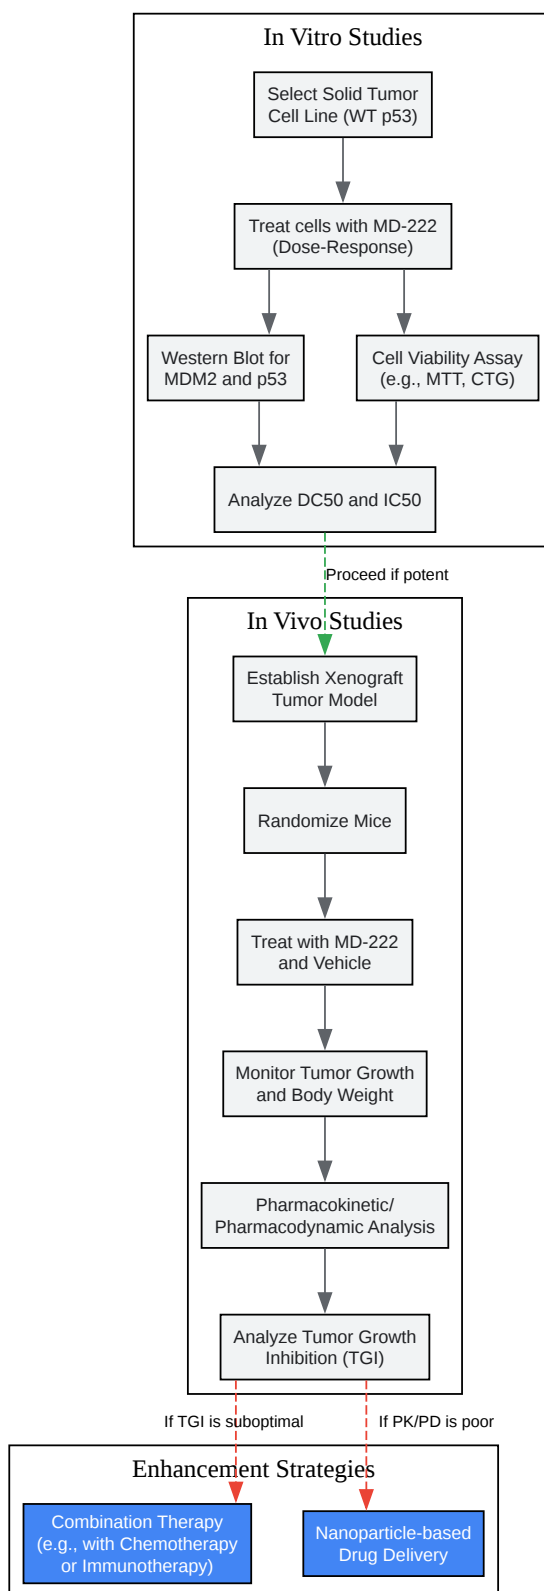 In Vitro Studies
Select Solid Tumor
Cell Line (WT p53)
Treat cells with MD-222
(Dose-Response)
Western Blot for
MDM2 and p53
Cell Viability Assay
(e.g., MTT, CTG)
Analyze DC50 and IC50
Proceed if potent
In Vivo Studies
Establish Xenograft
Tumor Model
Randomize Mice
Treat with MD-222
and Vehicle
Monitor Tumor Growth
and Body Weight
Pharmacokinetic/
Pharmacodynamic Analysis
Analyze Tumor Growth
Inhibition (TGI)
If TGI is suboptimal
If PK/PD is poor
Enhancement Strategies
Combination Therapy
(e.g., with Chemotherapy
or Immunotherapy)
Nanoparticle-based
Drug Delivery